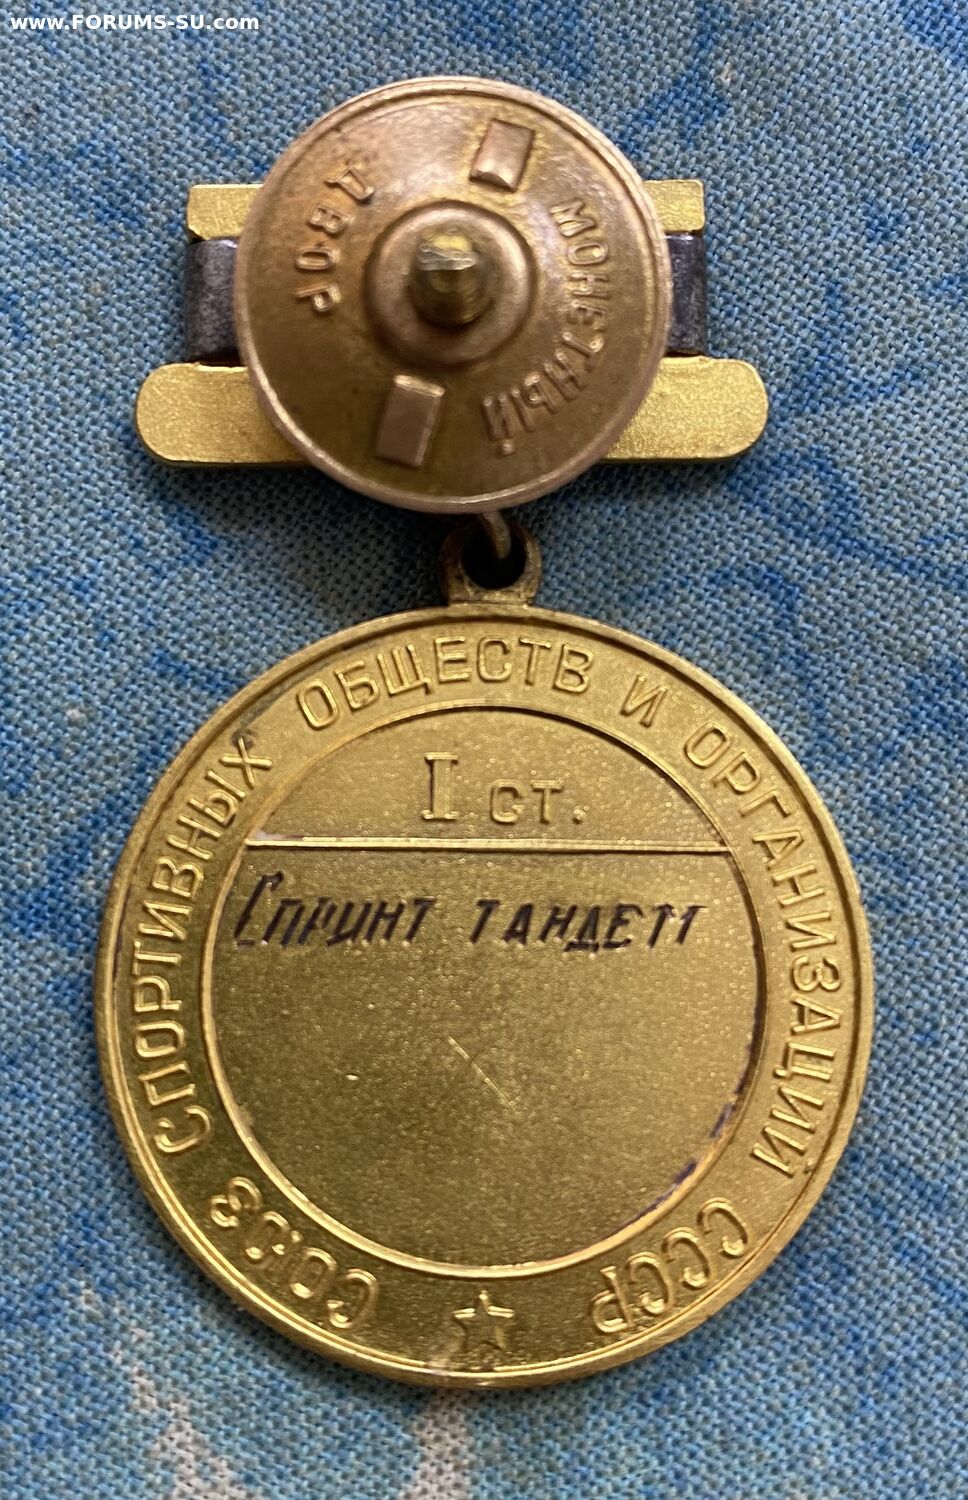 www.FORUMS-SU.com
МОНЕТНЫЙ
ДВОР
СОЮЗ СПОРТИВНЫХ ОБЩЕСТВ И ОРГАНИЗАЦИЙ СССР
I СТ.
Спринт тандем